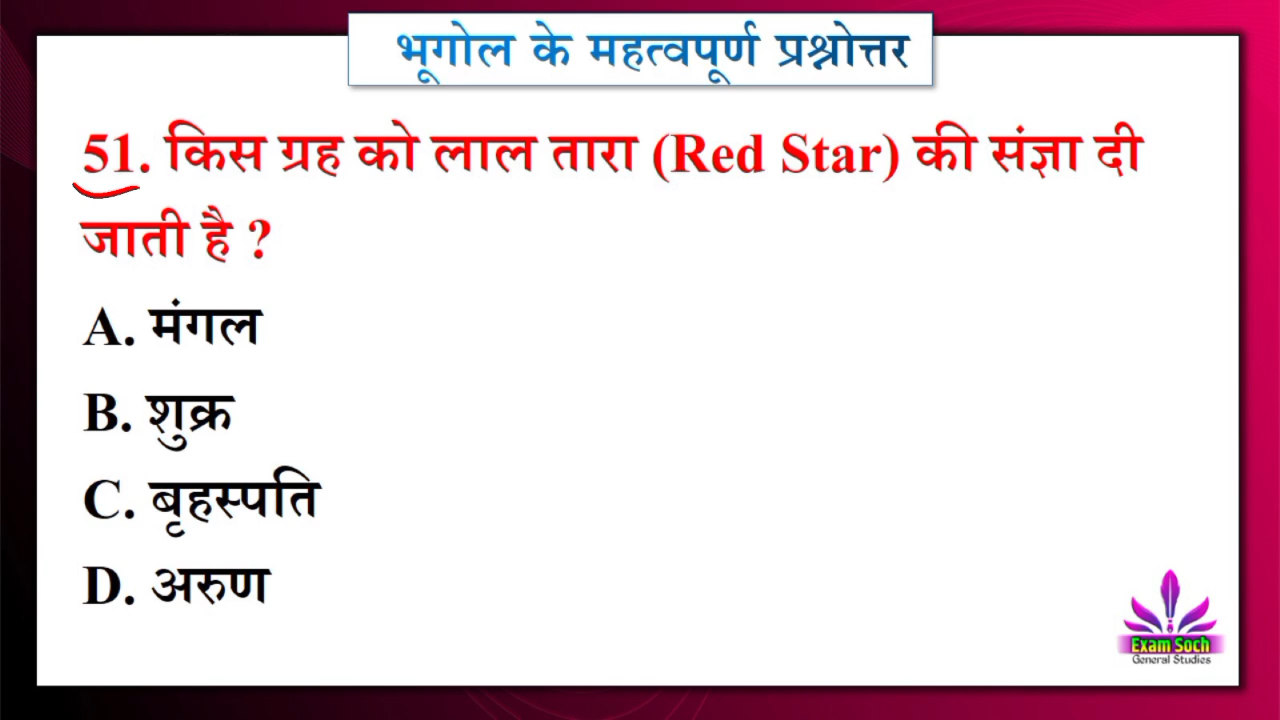 भूगोल के महत्वपूर्ण प्रश्नोत्तर
51. किस ग्रह को लाल तारा (Red Star) की संज्ञा दी
जाती है ?
A. मंगल
B. शुक्र
C. बृहस्पति
D. अरुण
Exam Soch
General Studies